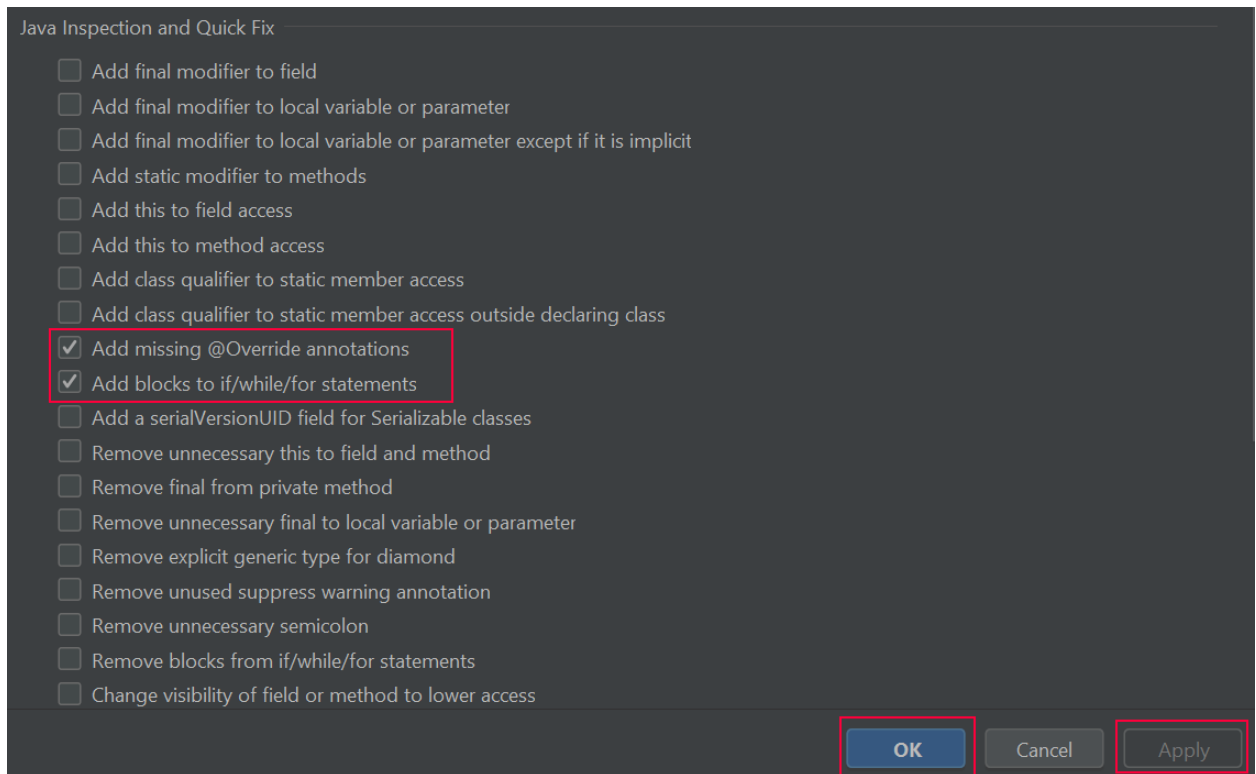 Java Inspection and Quick Fix
Add final modifier to field
Add final modifier to local variable or parameter
Add final modifier to local variable or parameter except if it is implicit
Add static modifier to methods
Add this to field access
Add this to method access
Add class qualifier to static member access
Add class qualifier to static member access outside declaring class
Add missing @Override annotations
Add blocks to if/while/for statements
Add a serialVersionUID field for Serializable classes
Remove unnecessary this to field and method
Remove final from private method
Remove unnecessary final to local variable or parameter
Remove explicit generic type for diamond
Remove unused suppress warning annotation
Remove unnecessary semicolon
Remove blocks from if/while/for statements
Change visibility of field or method to lower access
OK Cancel Apply